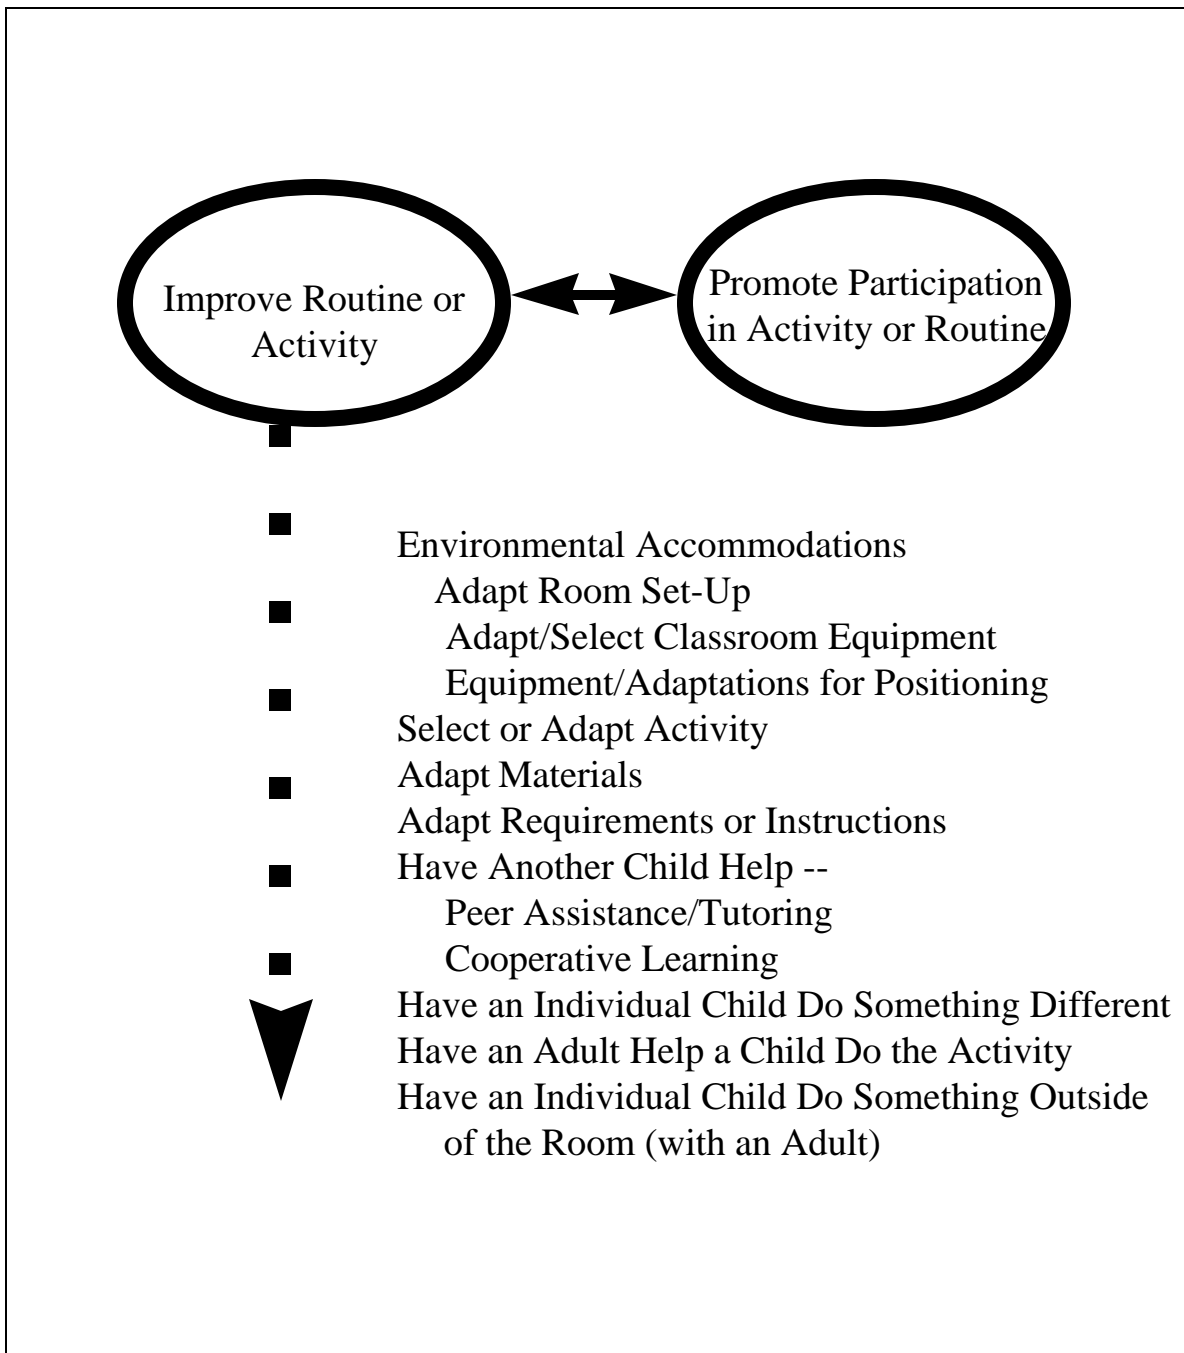 Improve Routine or
Activity
Promote Participation
in Activity or Routine
Environmental Accommodations
Adapt Room Set-Up
Adapt/Select Classroom Equipment
Equipment/Adaptations for Positioning
Select or Adapt Activity
Adapt Materials
Adapt Requirements or Instructions
Have Another Child Help --
Peer Assistance/Tutoring
Cooperative Learning
Have an Individual Child Do Something Different
Have an Adult Help a Child Do the Activity
Have an Individual Child Do Something Outside
of the Room (with an Adult)